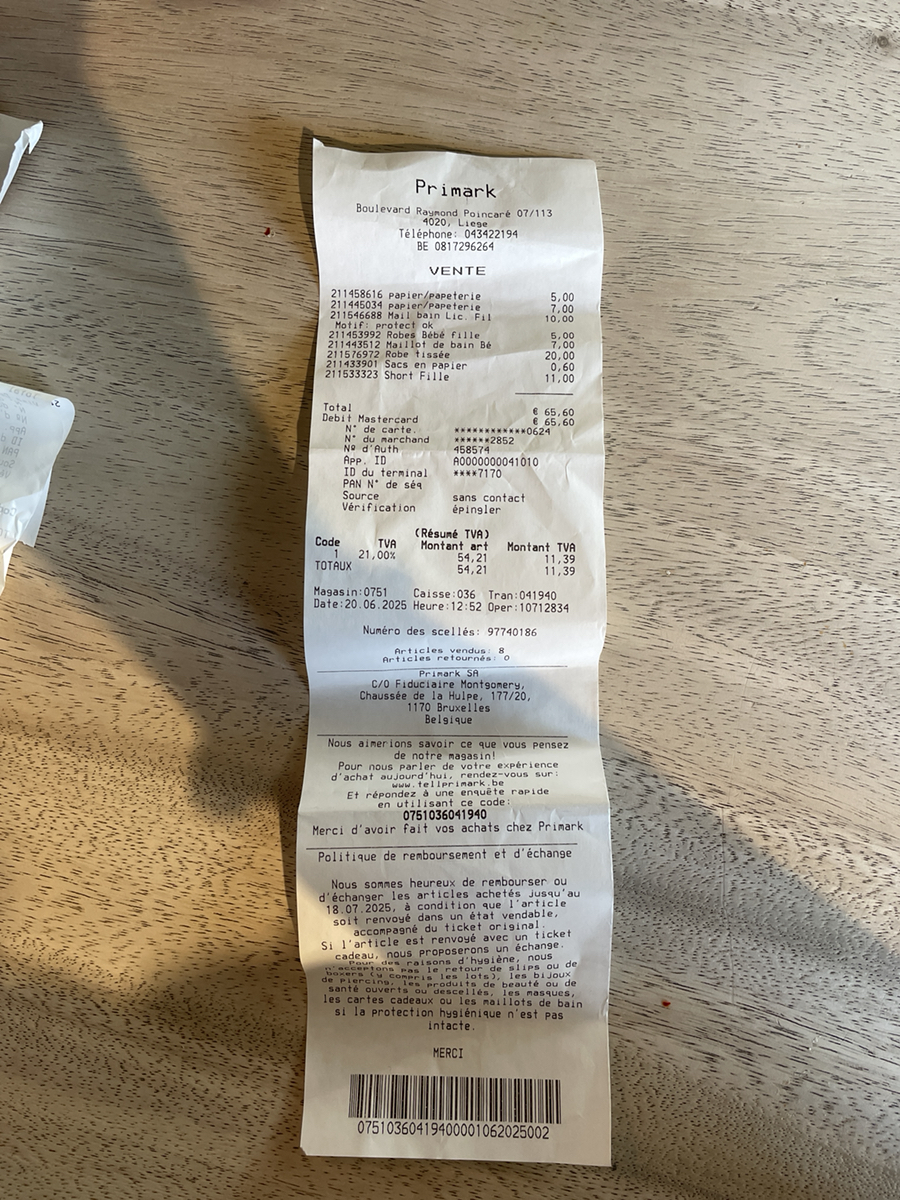 Primark
Boulevard Raymond Poincaré 07/113
4020, Liege
Téléphone: 043422194
BE 0817296264
VENTE
211458616 papier/papeterie 5,00
211445034 papier/papeterie 7,00
211546688 Mail bain Lic. Fil 10,00
Motif: protect ok
211453992 Robes Bébé fille 5,00
211443512 Maillot de bain Bé 7,00
211576972 Robe tissée 20,00
211433901 Sacs en papier 0,60
211533323 Short Fille 11,00
Total € 65,60
Debit Mastercard € 65,60
N° de carte. ************0624
N° du marchand ******2852
Nº d'Auth 458574
App. ID A0000000041010
ID du terminal ****7170
PAN N° de séq
Source sans contact
Vérification épingler
(Résumé TVA)
Code TVA Montant art Montant TVA
1 21,00% 54,21 11,39
TOTAUX 54,21 11,39
Magasin:0751 Caisse:036 Tran:041940
Date:20.06.2025 Heure:12:52 Oper:10712834
Numéro des scellés: 97740186
Articles vendus: 8
Articles retournés: 0
Primark SA
C/O Fiduciaire Montgomery,
Chaussée de la Hulpe, 177/20,
1170 Bruxelles
Belgique
Nous aimerions savoir ce que vous pensez
de notre magasin!
Pour nous parler de votre expérience
d'achat aujourd'hui, rendez-vous sur:
www.tellprimark.be
Et répondez à une enquête rapide
en utilisant ce code:
0751036041940
Merci d'avoir fait vos achats chez Primark
Politique de remboursement et d'échange
Nous sommes heureux de rembourser ou
d'échanger les articles achetés jusqu'au
18.07.2025, à condition que l'article
soit renvoyé dans un état vendable,
accompagné du ticket original.
Si l'article est renvoyé avec un ticket
cadeau, nous proposerons un échange.
Pour des raisons d'hygiène, nous
n'acceptons pas le retour de slips ou de
boxers (y compris les lots), les bijoux
de piercing, les produits de beauté ou de
santé ouverts ou descellés, les masques,
les cartes cadeaux ou les maillots de bain
si la protection hygiénique n'est pas
intacte.
MERCI
07510360419400001062025002